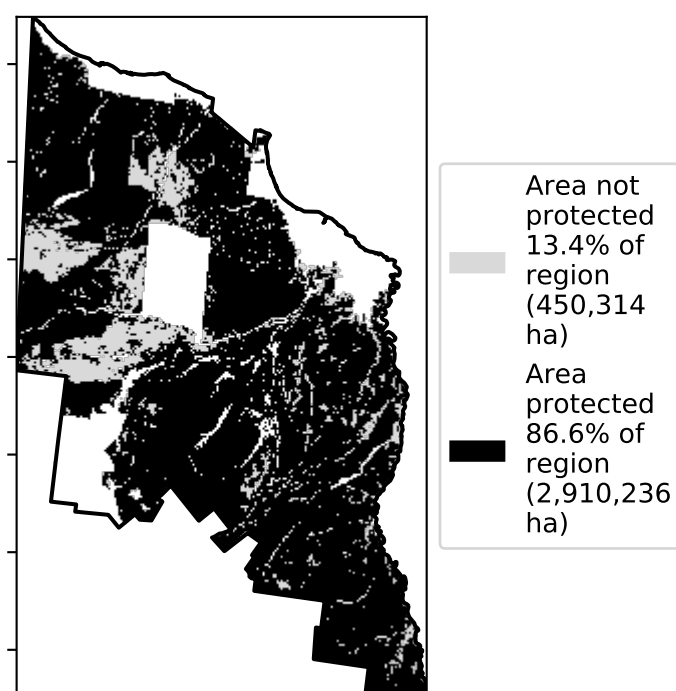 Area not
protected
13.4% of
region
(450,314
ha)
Area
protected
86.6% of
region
(2,910,236
ha)